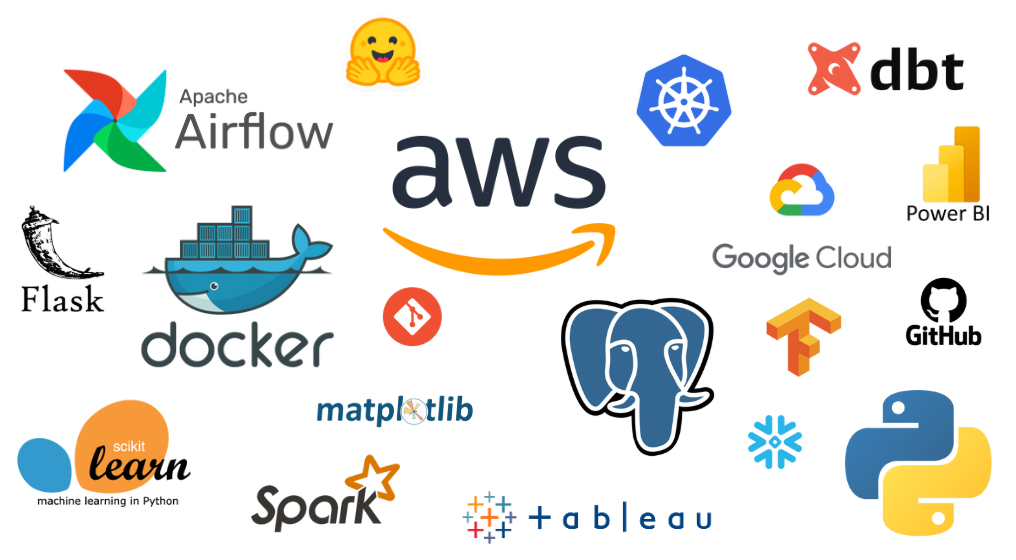 Apache
Airflow
aws
dbt
Power BI
Google Cloud
Flask
docker
GitHub
matplotlib
scikit
learn
machine learning in Python
Spark
+ableau